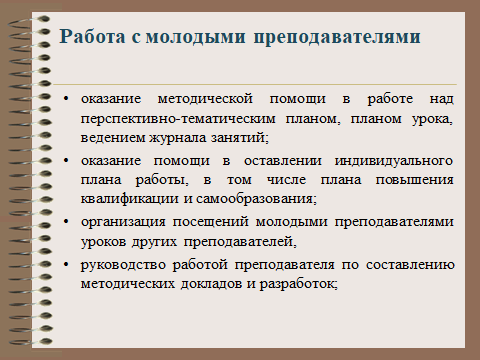 Работа с молодыми преподавателями
• оказание методической помощи в работе над
перспективно-тематическим планом, планом урока,
ведением журнала занятий;
• оказание помощи в оставлении индивидуального
плана работы, в том числе плана повышения
квалификации и самообразования;
• организация посещений молодыми преподавателями
уроков других преподавателей,
• руководство работой преподавателя по составлению
методических докладов и разработок;